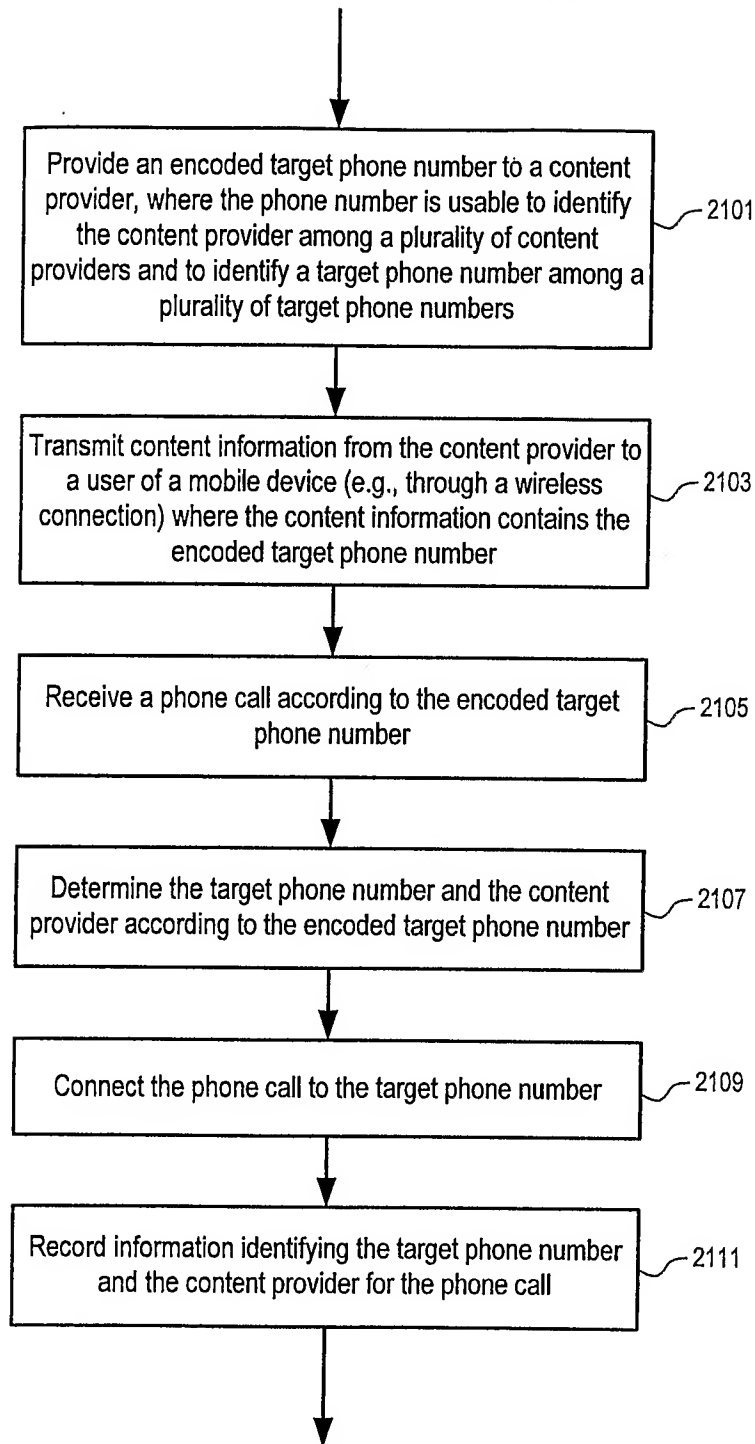 Provide an encoded target phone number to a content
provider, where the phone number is usable to identify
the content provider among a plurality of content
providers and to identify a target phone number among a
plurality of target phone numbers
2101
Transmit content information from the content provider to
a user of a mobile device (e.g., through a wireless
connection) where the content information contains the
encoded target phone number
2103
Receive a phone call according to the encoded target
phone number
2105
Determine the target phone number and the content
provider according to the encoded target phone number
2107
Connect the phone call to the target phone number
2109
Record information identifying the target phone number
and the content provider for the phone call
2111